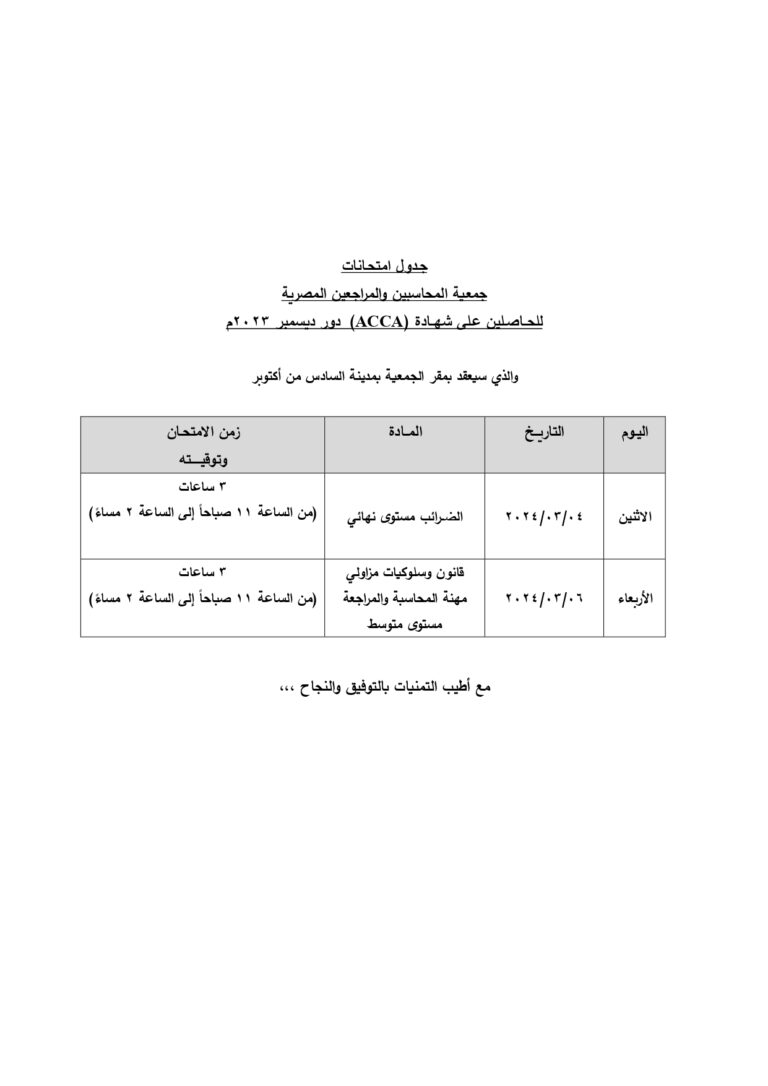 جدول امتحانات
جمعية المحاسبين والمراجعين المصرية
للحاصلين على شهادة (ACCA) دور ديسمبر ٢٠٢٣م
والذي سيعقد بمقر الجمعية بمدينة السادس من أكتوبر
اليوم التاريخ المادة زمن الامتحان
وتوقيته
الاثنين ٢٠٢٤/٠٣/٠٤ الضرائب مستوى نهائي ٣ ساعات
(من الساعة ١١ صباحاً إلى الساعة ٢ مساءً)
الأربعاء ٢٠٢٤/٠٣/٠٦ قانون وسلوكيات مزاولي
مهنة المحاسبة والمراجعة
مستوى متوسط
٣ ساعات
(من الساعة ١١ صباحاً إلى الساعة ٢ مساءً)
مع أطيب التمنيات بالتوفيق والنجاح ،،،